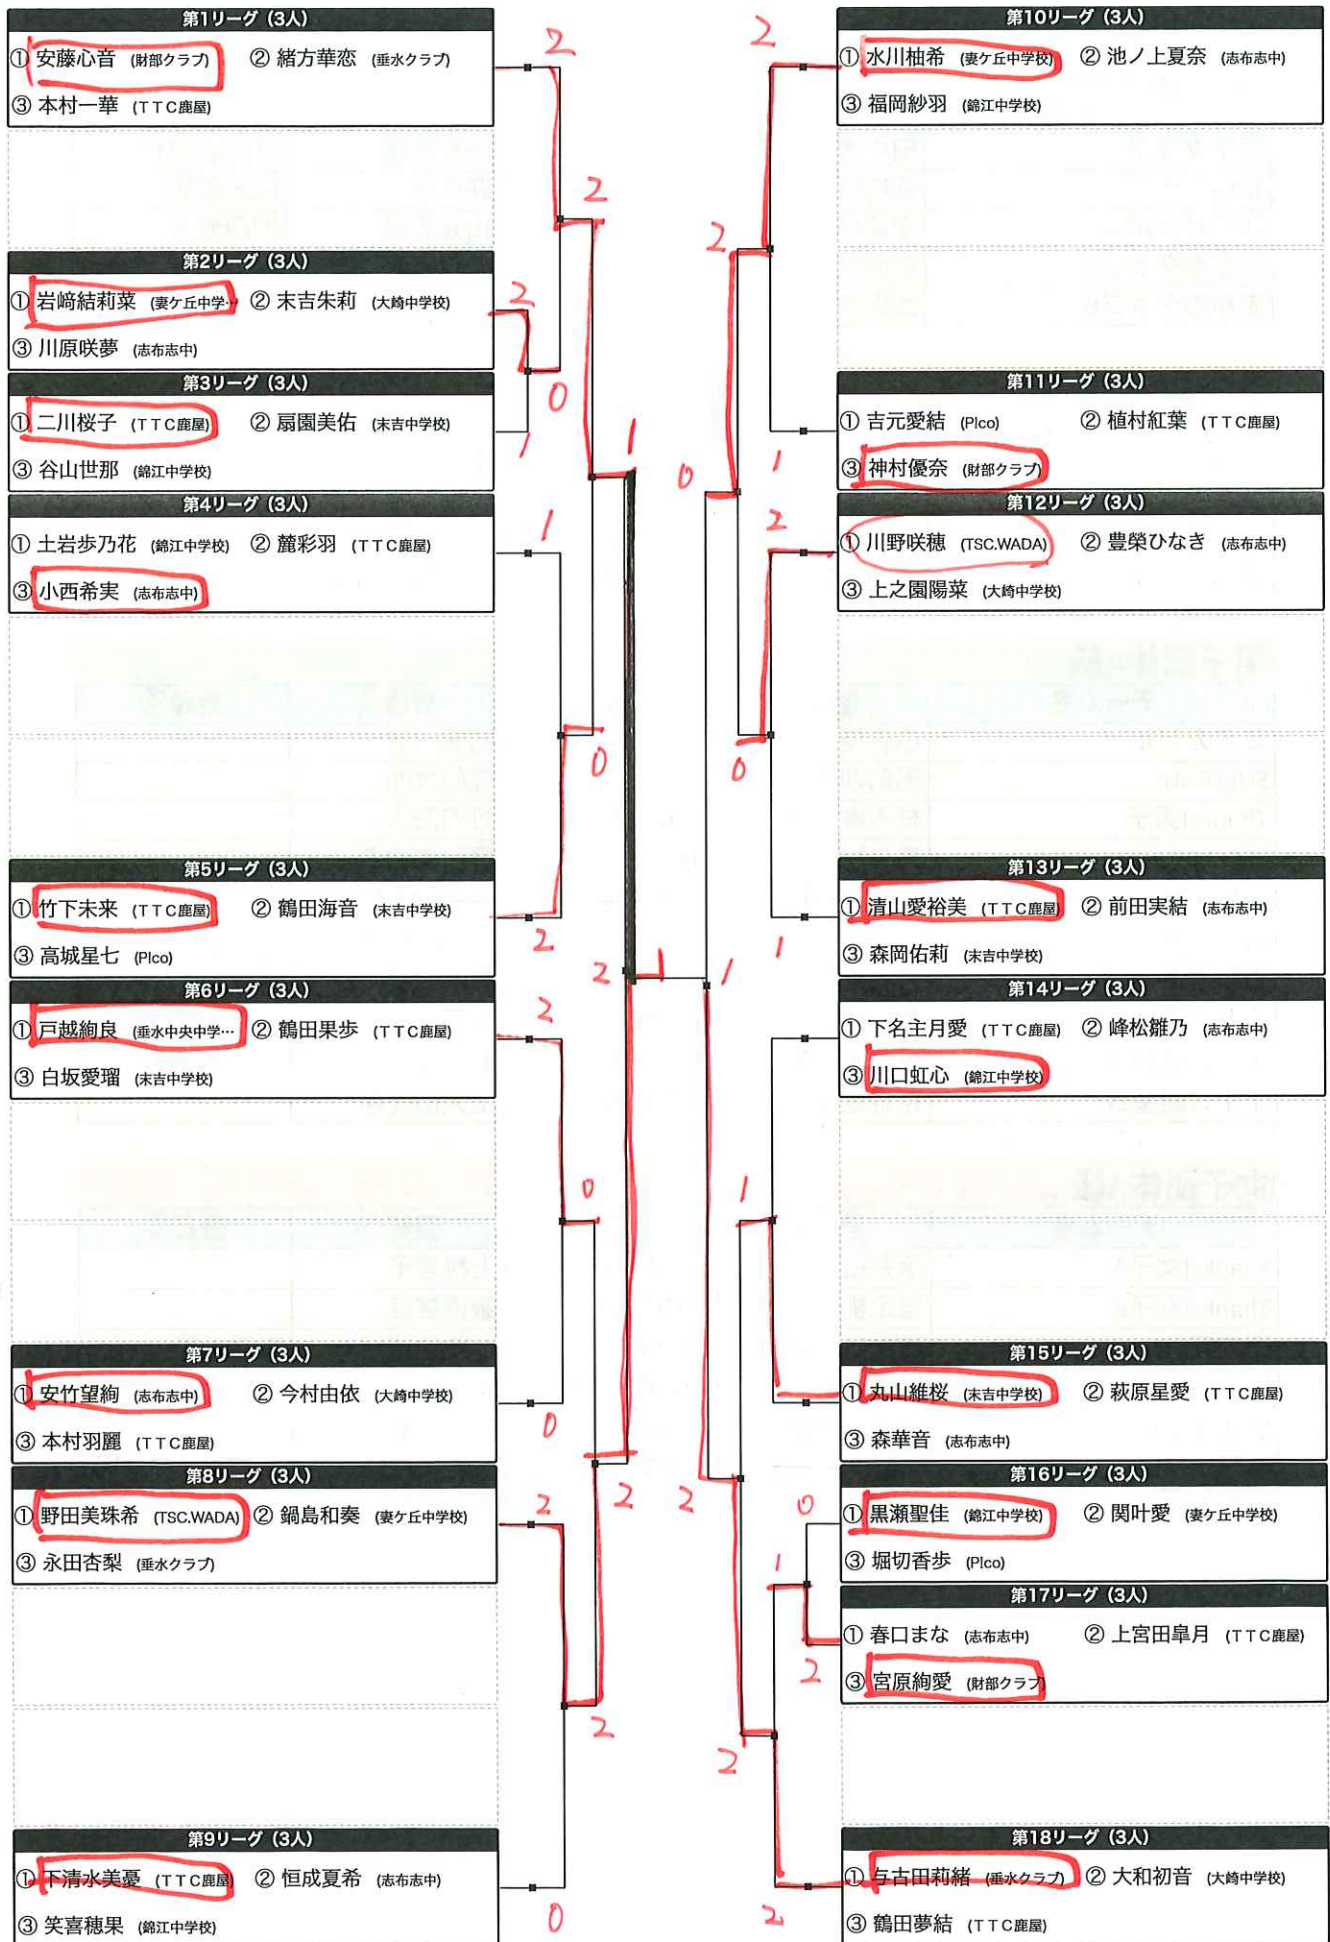 第1リーグ (3人)
① 安藤心音 (財部クラブ) ② 緒方華恋 (垂水クラブ)
③ 本村一華 (TTC鹿屋)
第2リーグ (3人)
① 岩﨑結莉菜 (妻ケ丘中学… ② 末吉朱莉 (大崎中学校)
③ 川原咲夢 (志布志中)
第3リーグ (3人)
① 二川桜子 (TTC鹿屋) ② 扇園美佑 (末吉中学校)
③ 谷山世那 (錦江中学校)
第4リーグ (3人)
① 土岩歩乃花 (錦江中学校) ② 麓彩羽 (TTC鹿屋)
③ 小西希実 (志布志中)
第5リーグ (3人)
① 竹下未来 (TTC鹿屋) ② 鶴田海音 (末吉中学校)
③ 高城星七 (PIco)
第6リーグ (3人)
① 戸越絢良 (垂水中央中学… ② 鶴田果歩 (TTC鹿屋)
③ 白坂愛瑠 (末吉中学校)
第7リーグ (3人)
① 安竹望絢 (志布志中) ② 今村由依 (大崎中学校)
③ 本村羽麗 (TTC鹿屋)
第8リーグ (3人)
① 野田美珠希 (TSC.WADA) ② 鍋島和奏 (妻ケ丘中学校)
③ 永田杏梨 (垂水クラブ)
第9リーグ (3人)
① 下清水美憂 (TTC鹿屋) ② 恒成夏希 (志布志中)
③ 笑喜穂果 (錦江中学校)
2
2
2
0
1
1
1
0
2
2
2
0
0
2
2
2
0
第10リーグ (3人)
① 水川柚希 (妻ケ丘中学校) ② 池ノ上夏奈 (志布志中)
③ 福岡紗羽 (錦江中学校)
第11リーグ (3人)
① 吉元愛結 (PIco) ② 植村紅葉 (TTC鹿屋)
③ 神村優奈 (財部クラブ)
第12リーグ (3人)
① 川野咲穂 (TSC.WADA) ② 豊榮ひなき (志布志中)
③ 上之園陽菜 (大崎中学校)
第13リーグ (3人)
① 清山愛裕美 (TTC鹿屋) ② 前田実結 (志布志中)
③ 森岡佑莉 (末吉中学校)
第14リーグ (3人)
① 下名主月愛 (TTC鹿屋) ② 峰松雛乃 (志布志中)
③ 川口虹心 (錦江中学校)
第15リーグ (3人)
① 丸山維桜 (末吉中学校) ② 萩原星愛 (TTC鹿屋)
③ 森華音 (志布志中)
第16リーグ (3人)
① 黒瀬聖佳 (錦江中学校) ② 関叶愛 (妻ケ丘中学校)
③ 堀切香歩 (PIco)
第17リーグ (3人)
① 春口まな (志布志中) ② 上宮田皐月 (TTC鹿屋)
③ 宮原絢愛 (財部クラブ)
第18リーグ (3人)
① 与古田莉緒 (垂水クラブ) ② 大和初音 (大崎中学校)
③ 鶴田夢結 (TTC鹿屋)
2
2
1
0
2
0
1
1
1
2
0
1
2
2
2